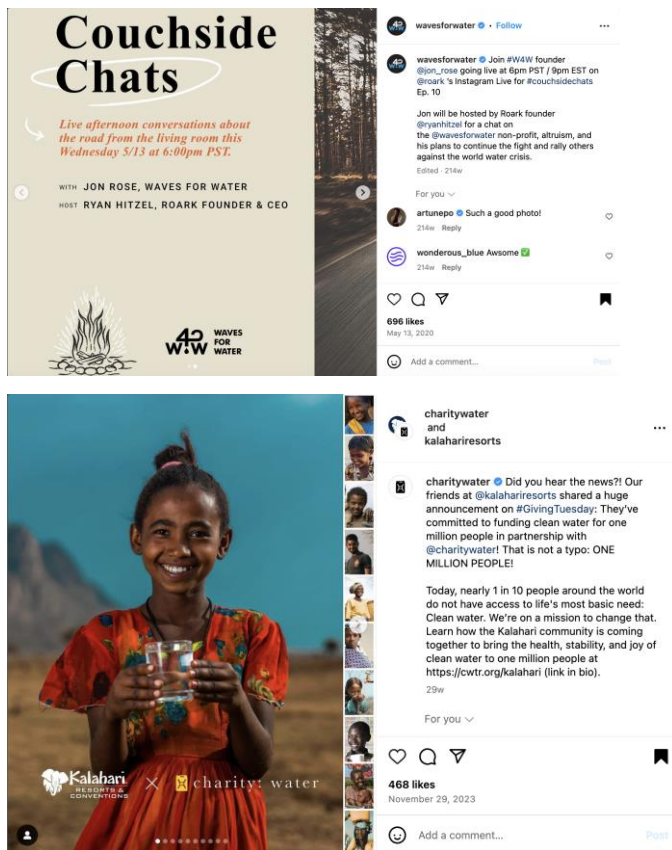 Couchside
Chats
Live afternoon conversations about
the road from the living room this
Wednesday 5/13 at 6:00pm PST.
WITH JON ROSE, WAVES FOR WATER
HOST RYAN HITZEL, ROARK FOUNDER & CEO
W4W
WAVES
FOR
WATER
wavesforwater • Follow
wavesforwater Join #W4W founder
@jon_rose going live at 6pm PST / 9pm EST on
@roark 's Instagram Live for #couchsidechats
Ep. 10
Jon will be hosted by Roark founder
@ryanhitzel for a chat on
the @wavesforwater non-profit, altruism, and
his plans to continue the fight and rally others
against the world water crisis.
Edited · 214w
For you
artunepo Such a good photo!
214w Reply
wonderous_blue Awsome ✅
214w Reply
696 likes
May 13, 2020
Add a comment...
Post
Kalahari
RESORTS &
CONVENTIONS
X
charity: water
charitywater
and
kalahariresorts
charitywater Did you hear the news?! Our
friends at @kalahariresorts shared a huge
announcement on #GivingTuesday: They've
committed to funding clean water for one
million people in partnership with
@charitywater! That is not a typo: ONE
MILLION PEOPLE!
Today, nearly 1 in 10 people around the world
do not have access to life's most basic need:
Clean water. We're on a mission to change that.
Learn how the Kalahari community is coming
together to bring the health, stability, and joy of
clean water to one million people at
https://cwtr.org/kalahari (link in bio).
29w
For you
468 likes
November 29, 2023
Add a comment...
Post